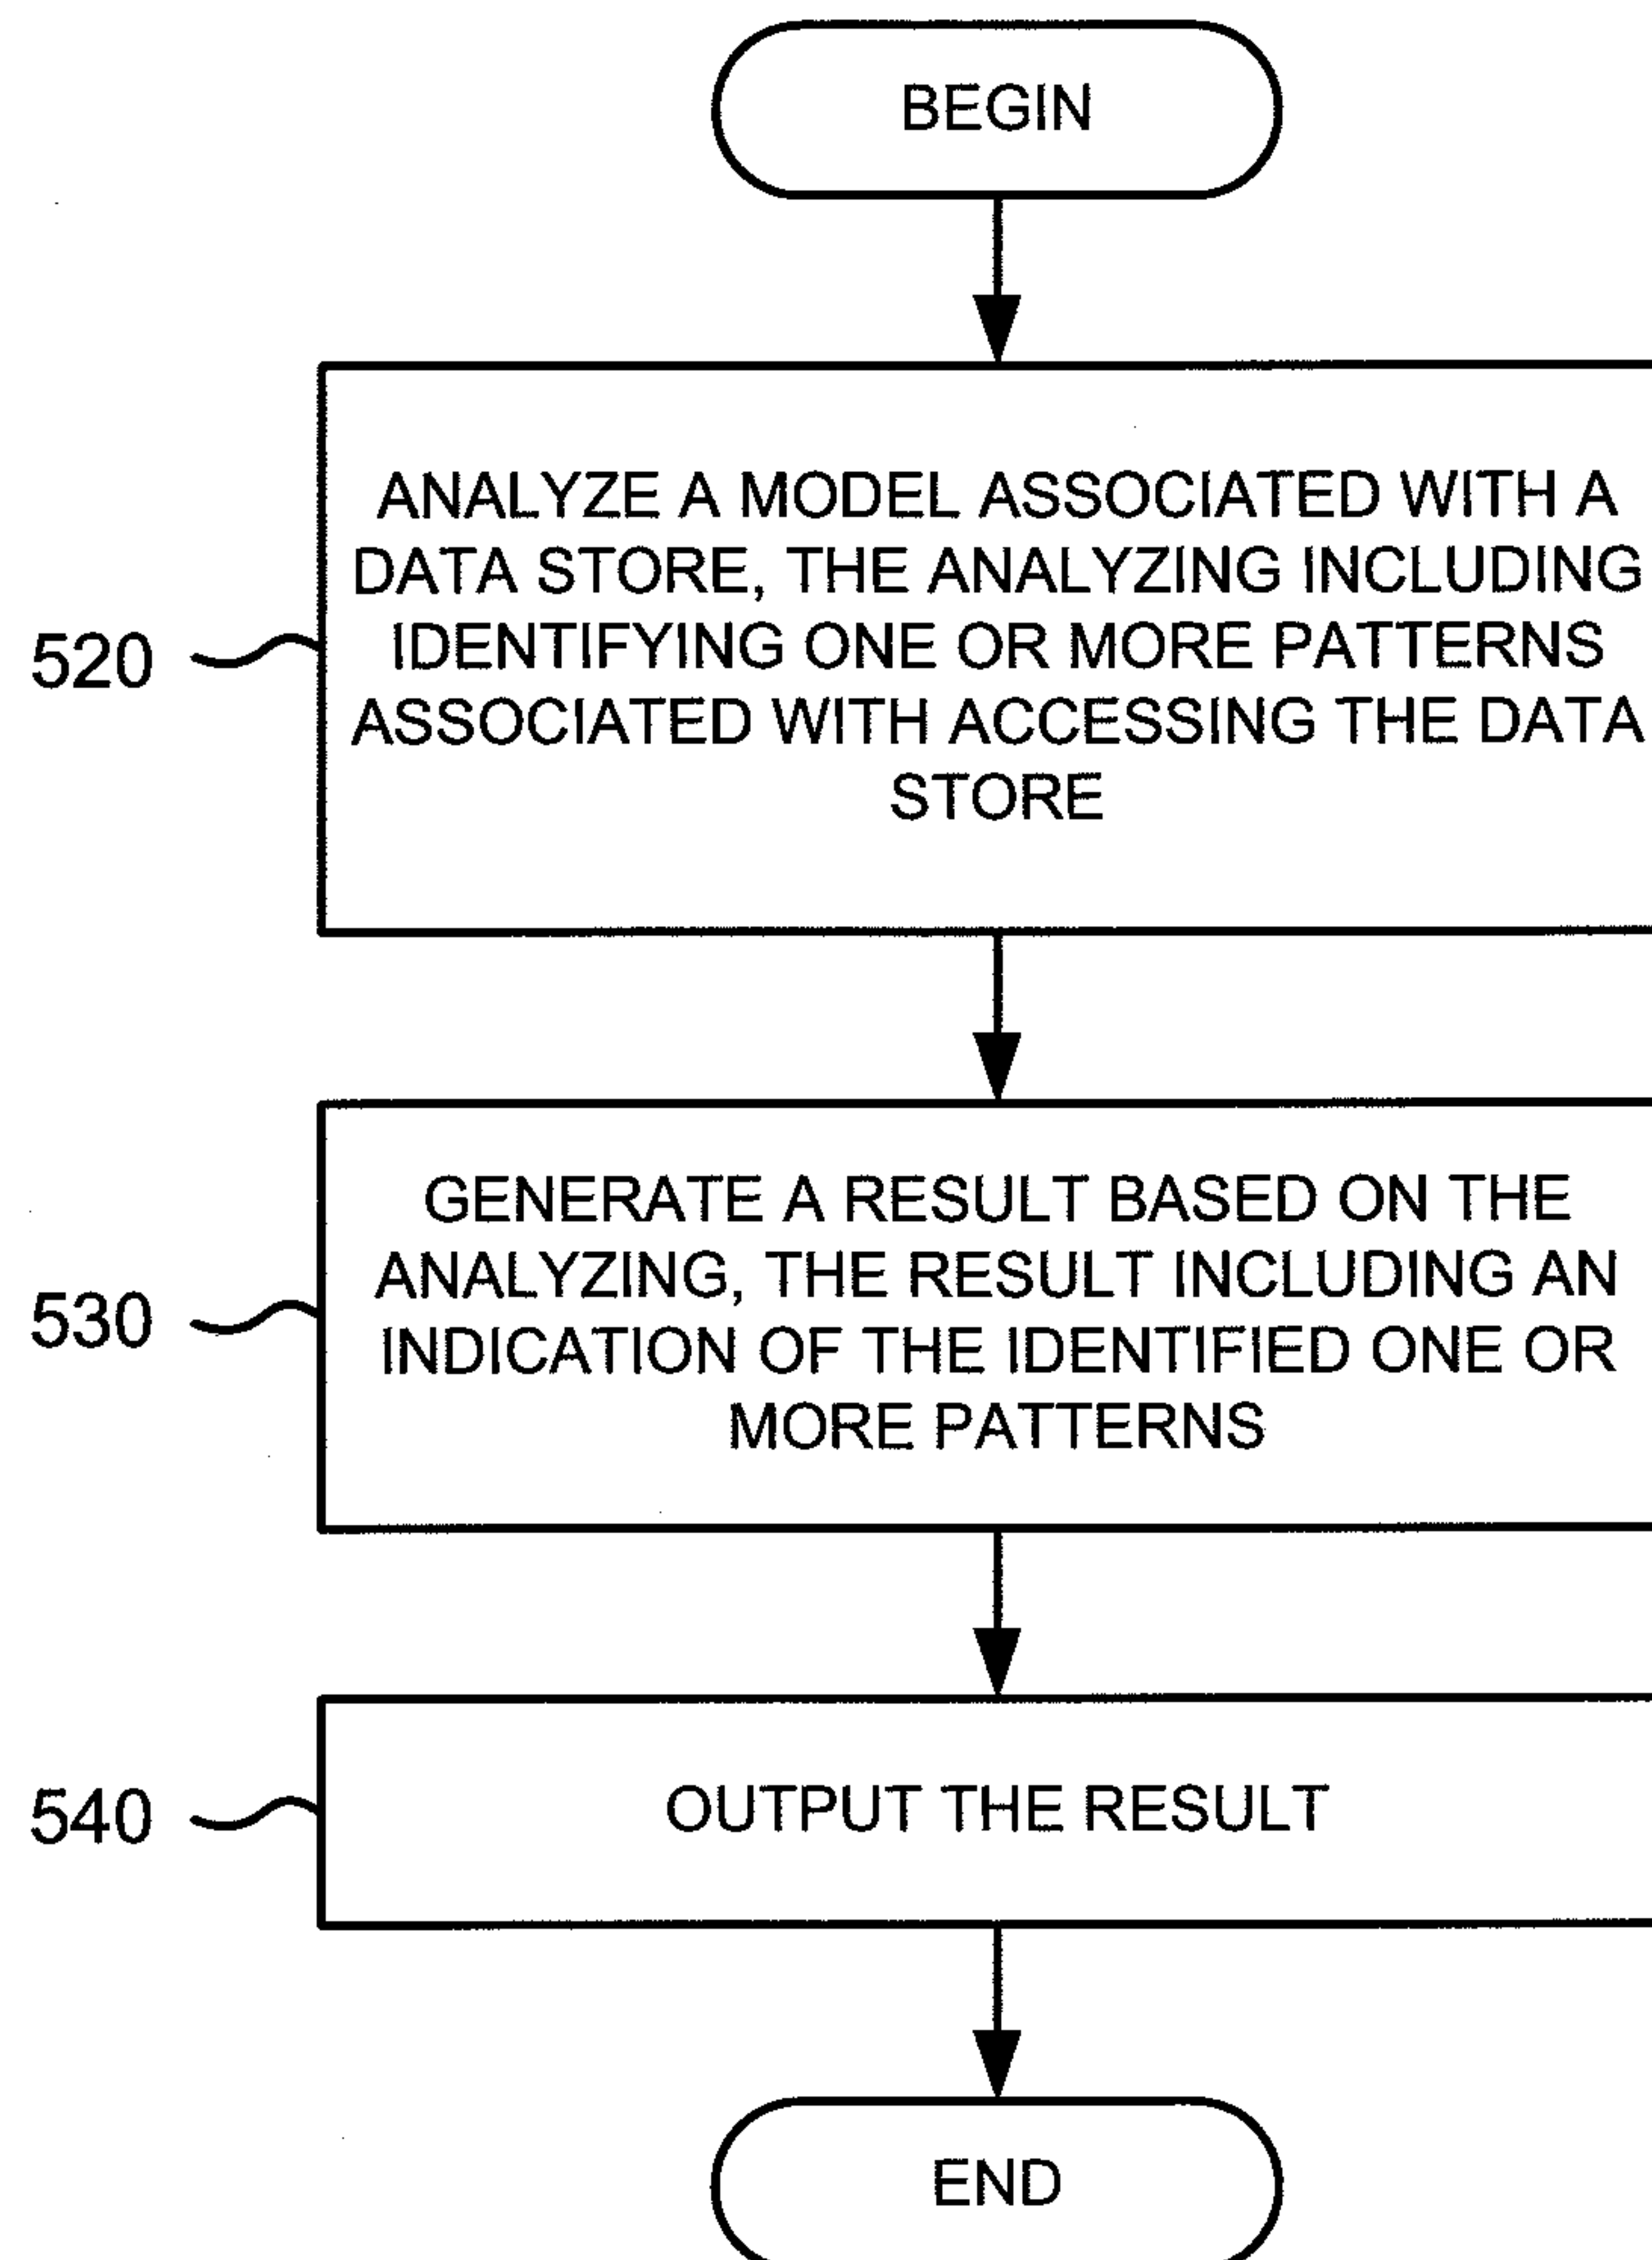 BEGIN
ANALYZE A MODEL ASSOCIATED WITH A
DATA STORE, THE ANALYZING INCLUDING
IDENTIFYING ONE OR MORE PATTERNS
ASSOCIATED WITH ACCESSING THE DATA
STORE
520
GENERATE A RESULT BASED ON THE
ANALYZING, THE RESULT INCLUDING AN
INDICATION OF THE IDENTIFIED ONE OR
MORE PATTERNS
530
OUTPUT THE RESULT
540
END